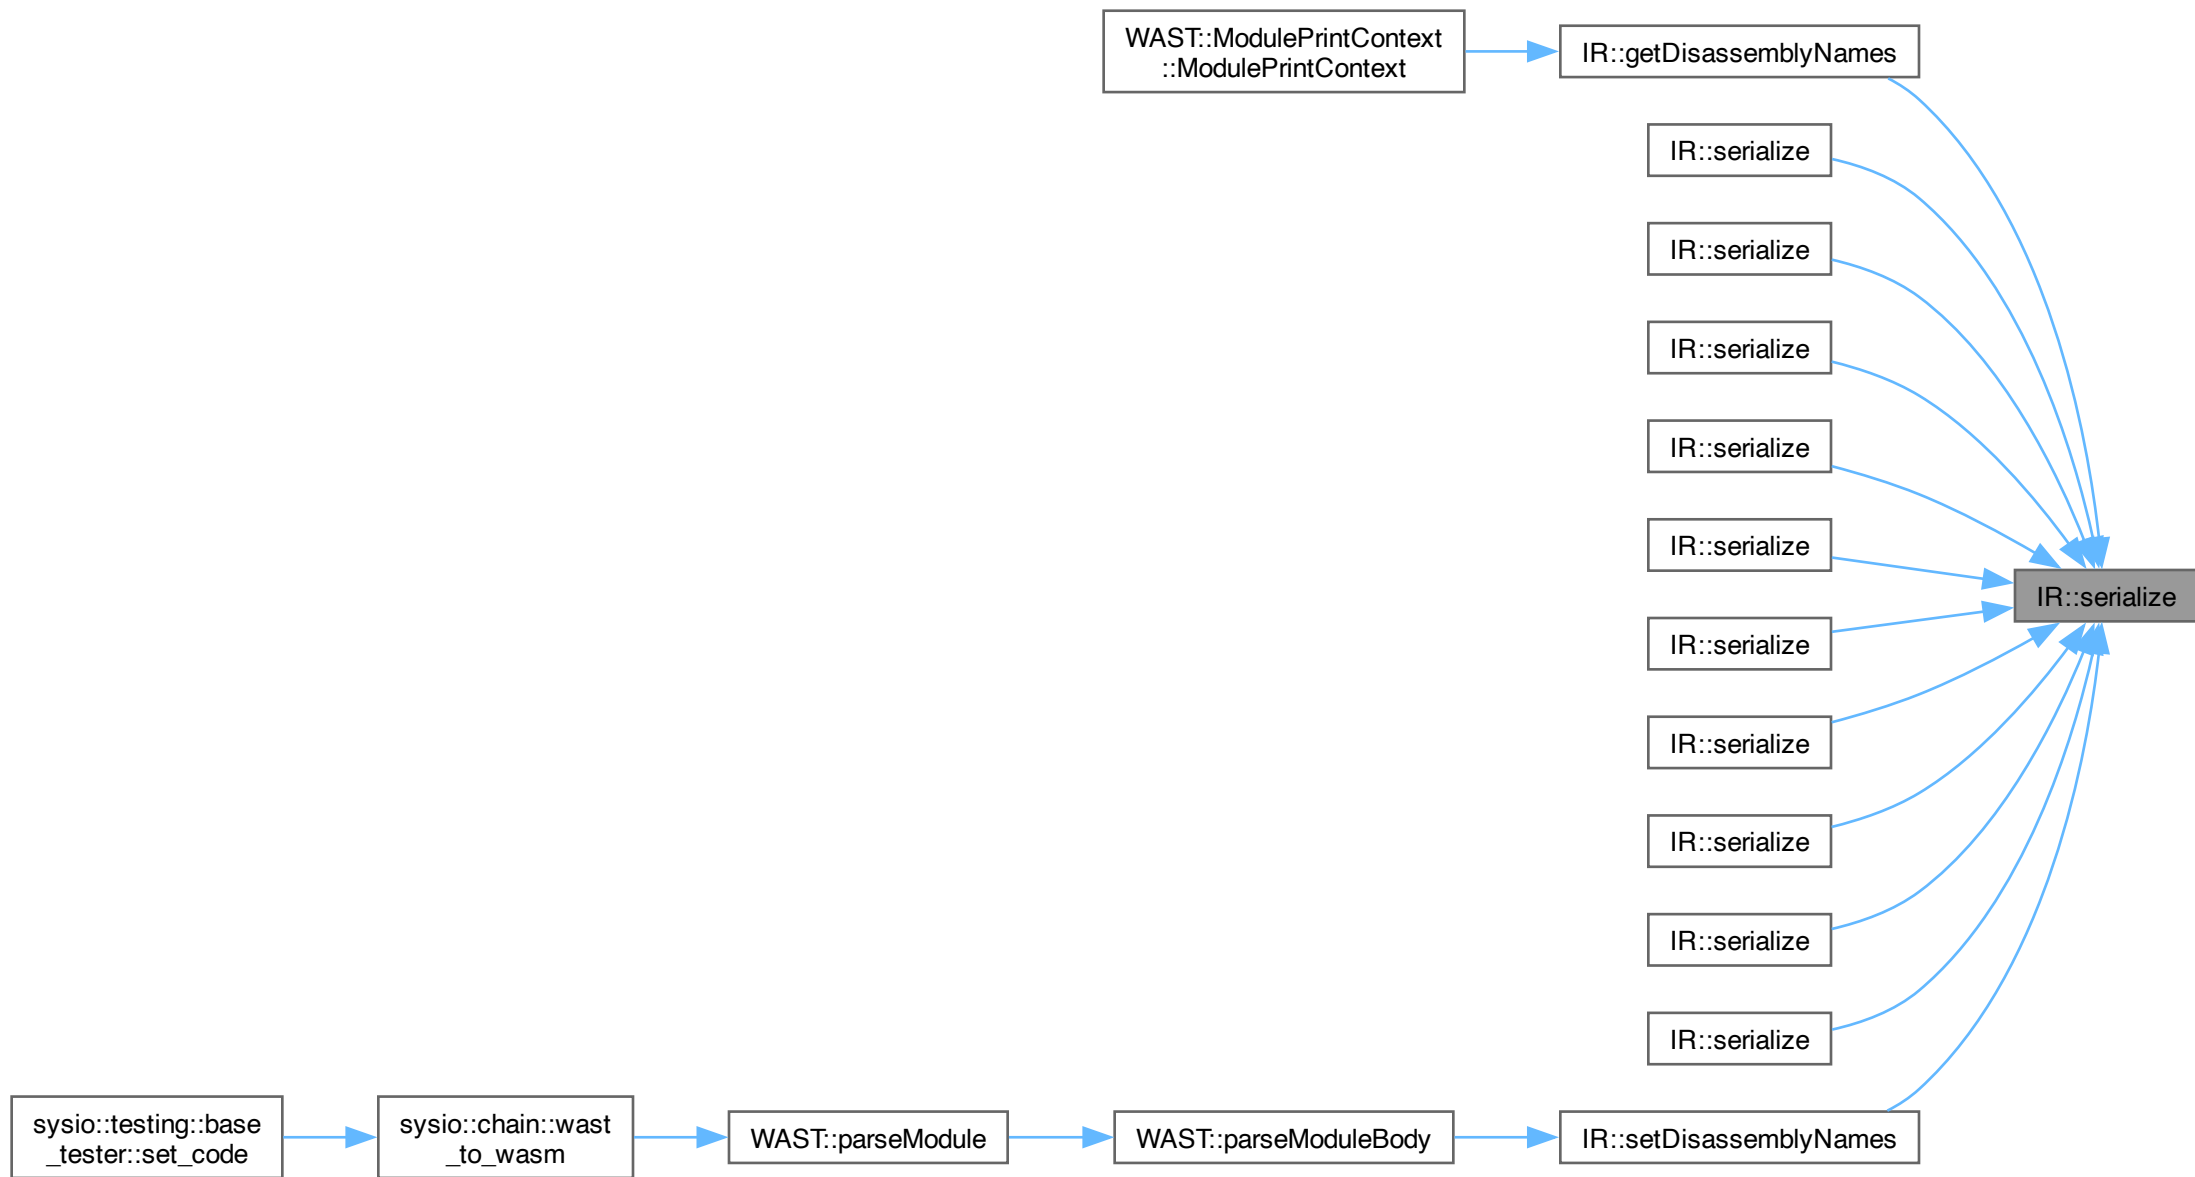 WAST::ModulePrintContext
::ModulePrintContext
IR::getDisassemblyNames
IR::serialize
IR::serialize
IR::serialize
IR::serialize
IR::serialize
IR::serialize
IR::serialize
IR::serialize
IR::serialize
IR::serialize
IR::serialize
sysio::testing::base
_tester::set_code
sysio::chain::wast
_to_wasm
WAST::parseModule
WAST::parseModuleBody
IR::setDisassemblyNames